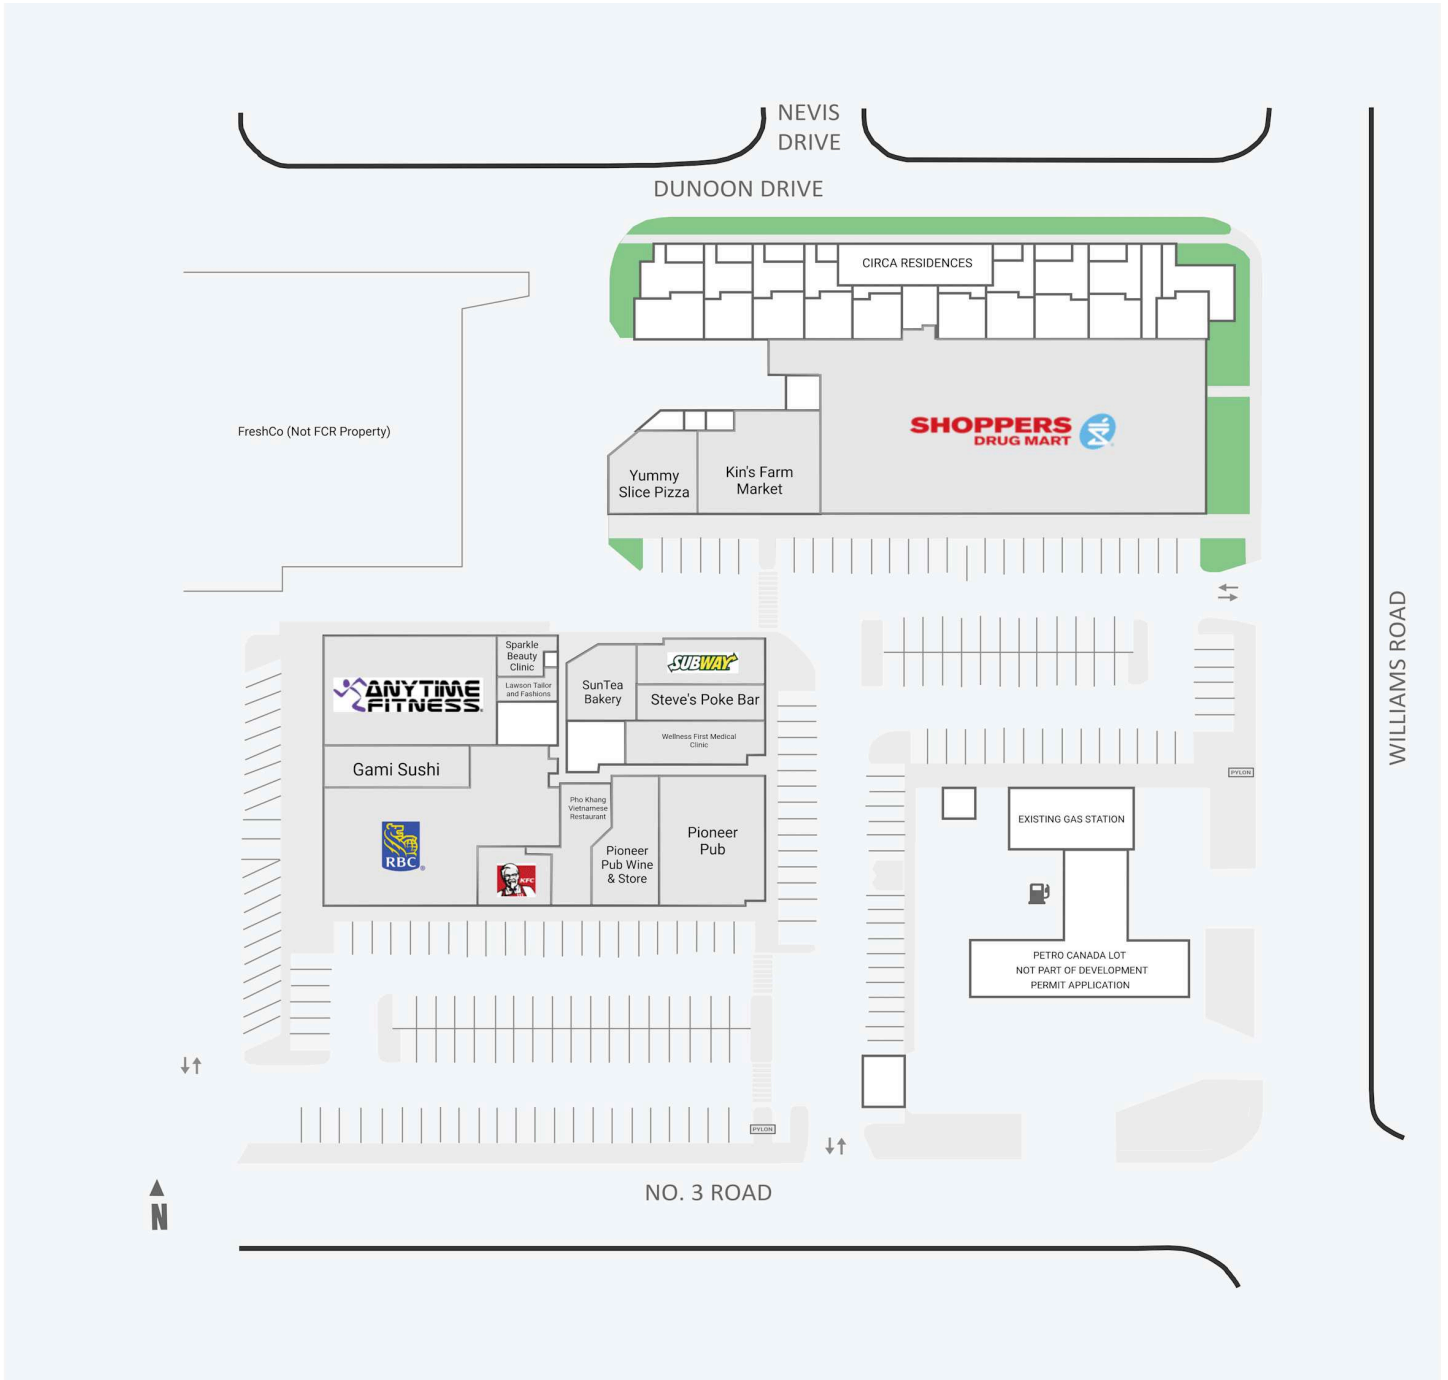 NEVIS
DRIVE
DUNOON DRIVE
CIRCA RESIDENCES
FreshCo (Not FCR Property)
SHOPPERS
DRUG MART
Yummy
Slice Pizza
Kin's Farm
Market
WILLIAMS ROAD
Sparkle
Beauty
Clinic
Lawson Tailor
and Fashions
ANYTIME
FITNESS
SunTea
Bakery
SUBWAY
Steve's Poke Bar
Wellness First Medical
Clinic
Gami Sushi
RBC
KFC
Pho Khang
Vietnamese
Restaurant
Pioneer
Pub Wine
& Store
Pioneer
Pub
PYLON
EXISTING GAS STATION
PETRO CANADA LOT
NOT PART OF DEVELOPMENT
PERMIT APPLICATION
PYLON
NO. 3 ROAD
N